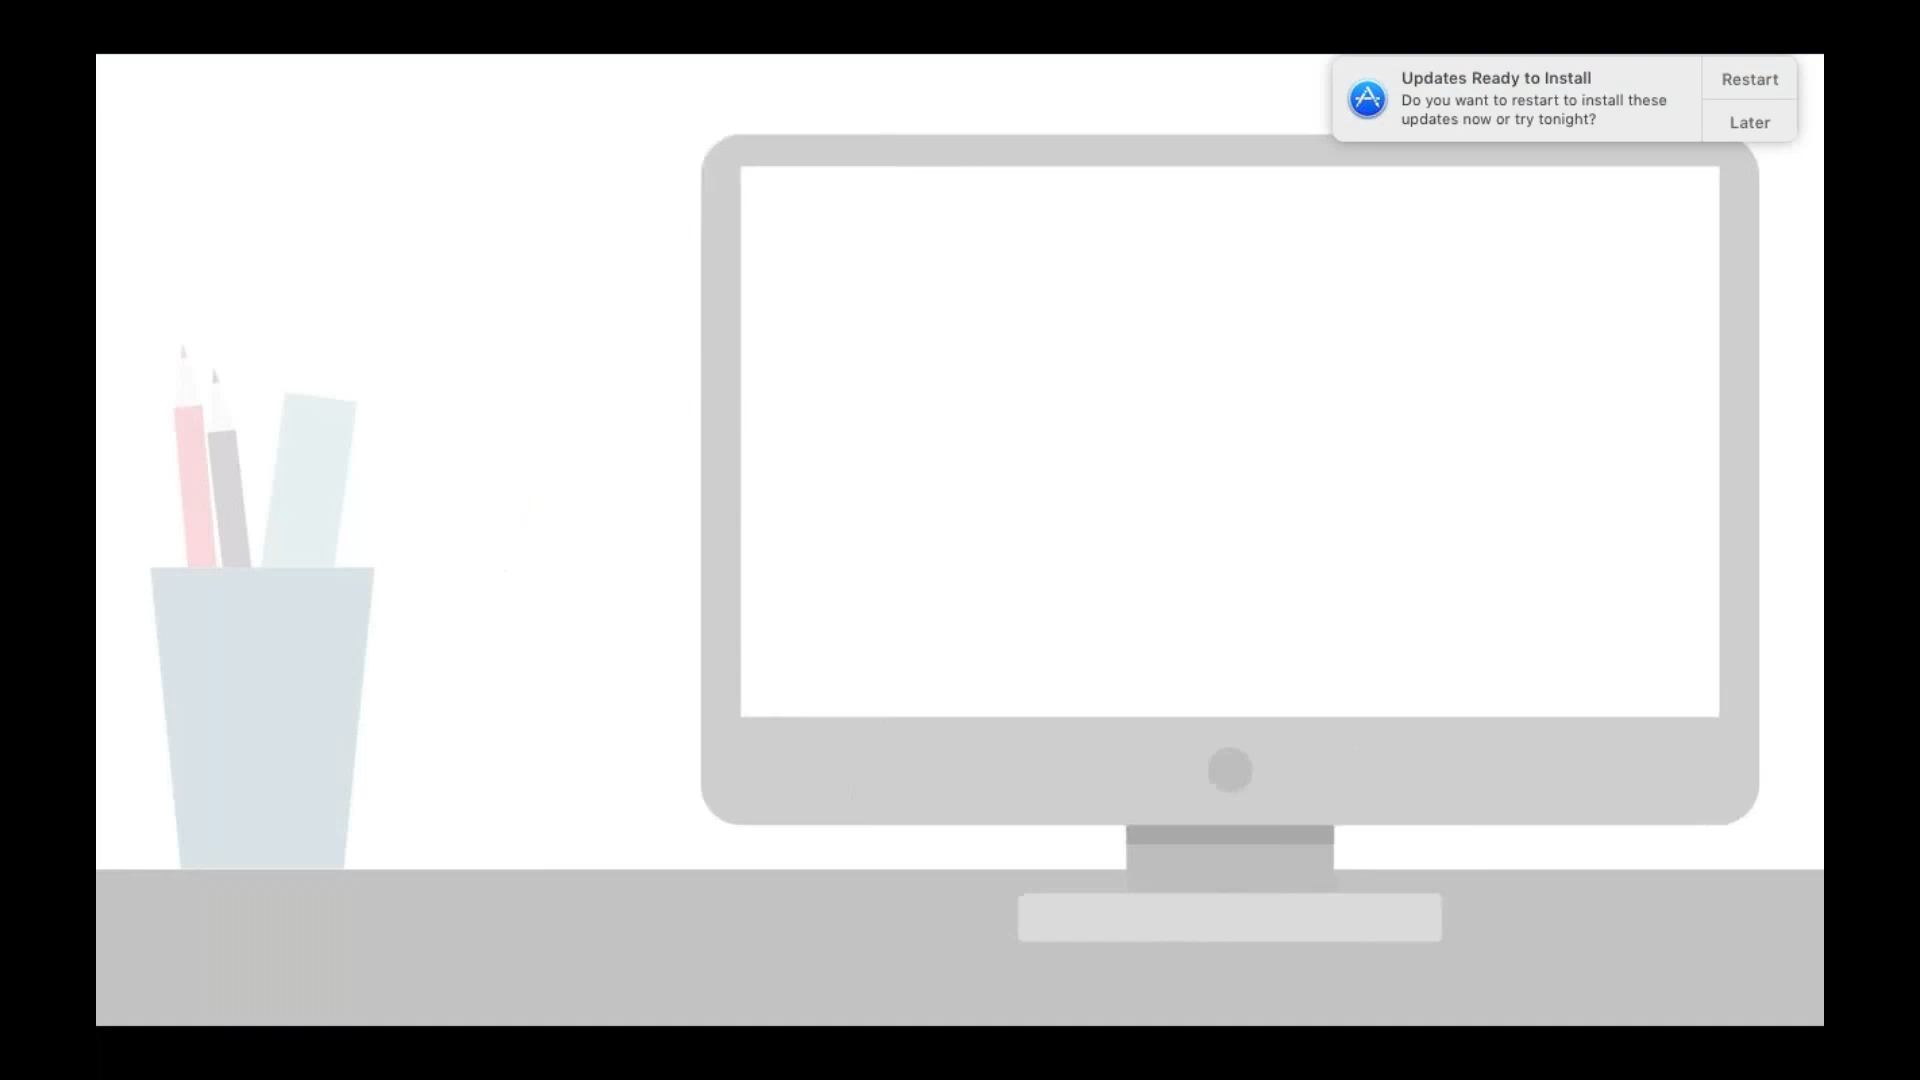 Updates Ready to Install
Do you want to restart to install these
updates now or try tonight?
Restart
Later